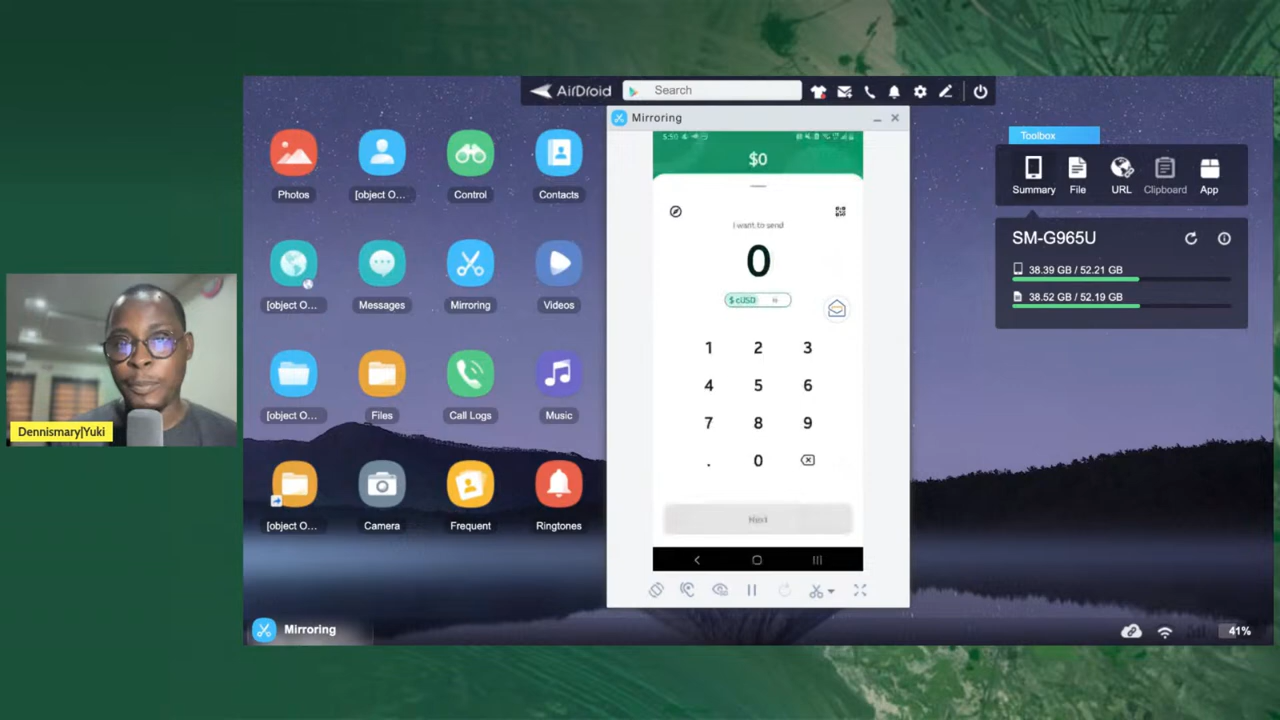 AirDroid
Search
Mirroring
Toolbox
Photos
[object O...
Control
Contacts
$0
Summary
File
URL
Clipboard
App
I want to send
SM-G965U
0
38.39 GB / 52.21 GB
38.52 GB / 52.19 GB
[object O...
Messages
Mirroring
Videos
$ cUSD
1 2 3
4 5 6
7 8 9
. 0
[object O...
Files
Call Logs
Music
Dennismary|Yuki
Next
[object O...
Camera
Frequent
Ringtones
Mirroring
41%